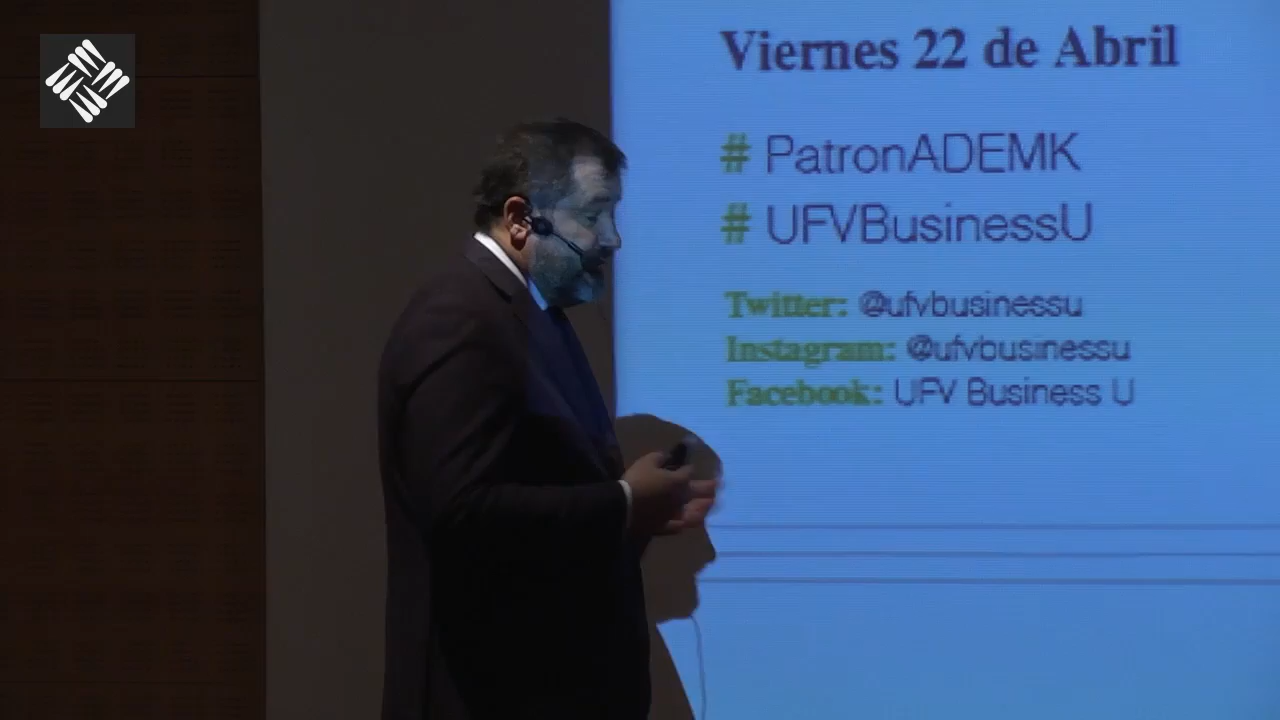 Viernes 22 de Abril
# PatronADEMK
# UFVBusinessU
Twitter: @ufvbusinessu
Instagram: @ufvbusinessu
Facebook: UFV Business U